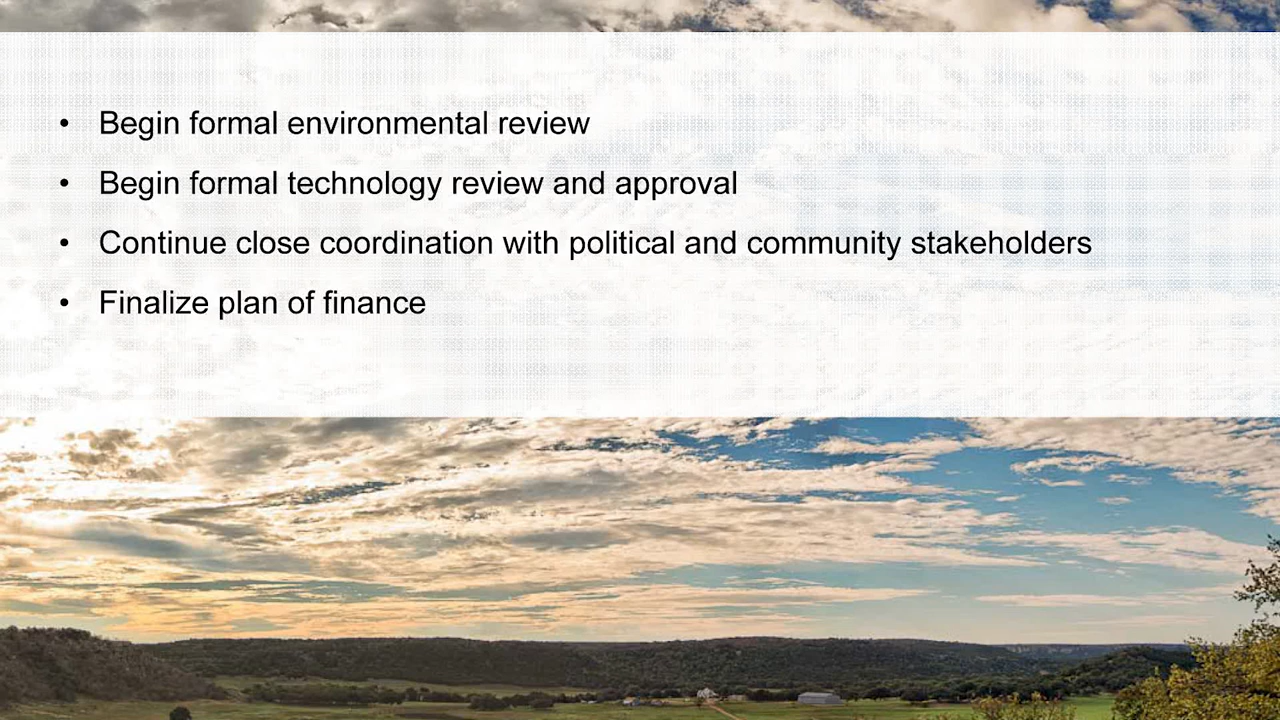 • Begin formal environmental review
• Begin formal technology review and approval
• Continue close coordination with political and community stakeholders
• Finalize plan of finance